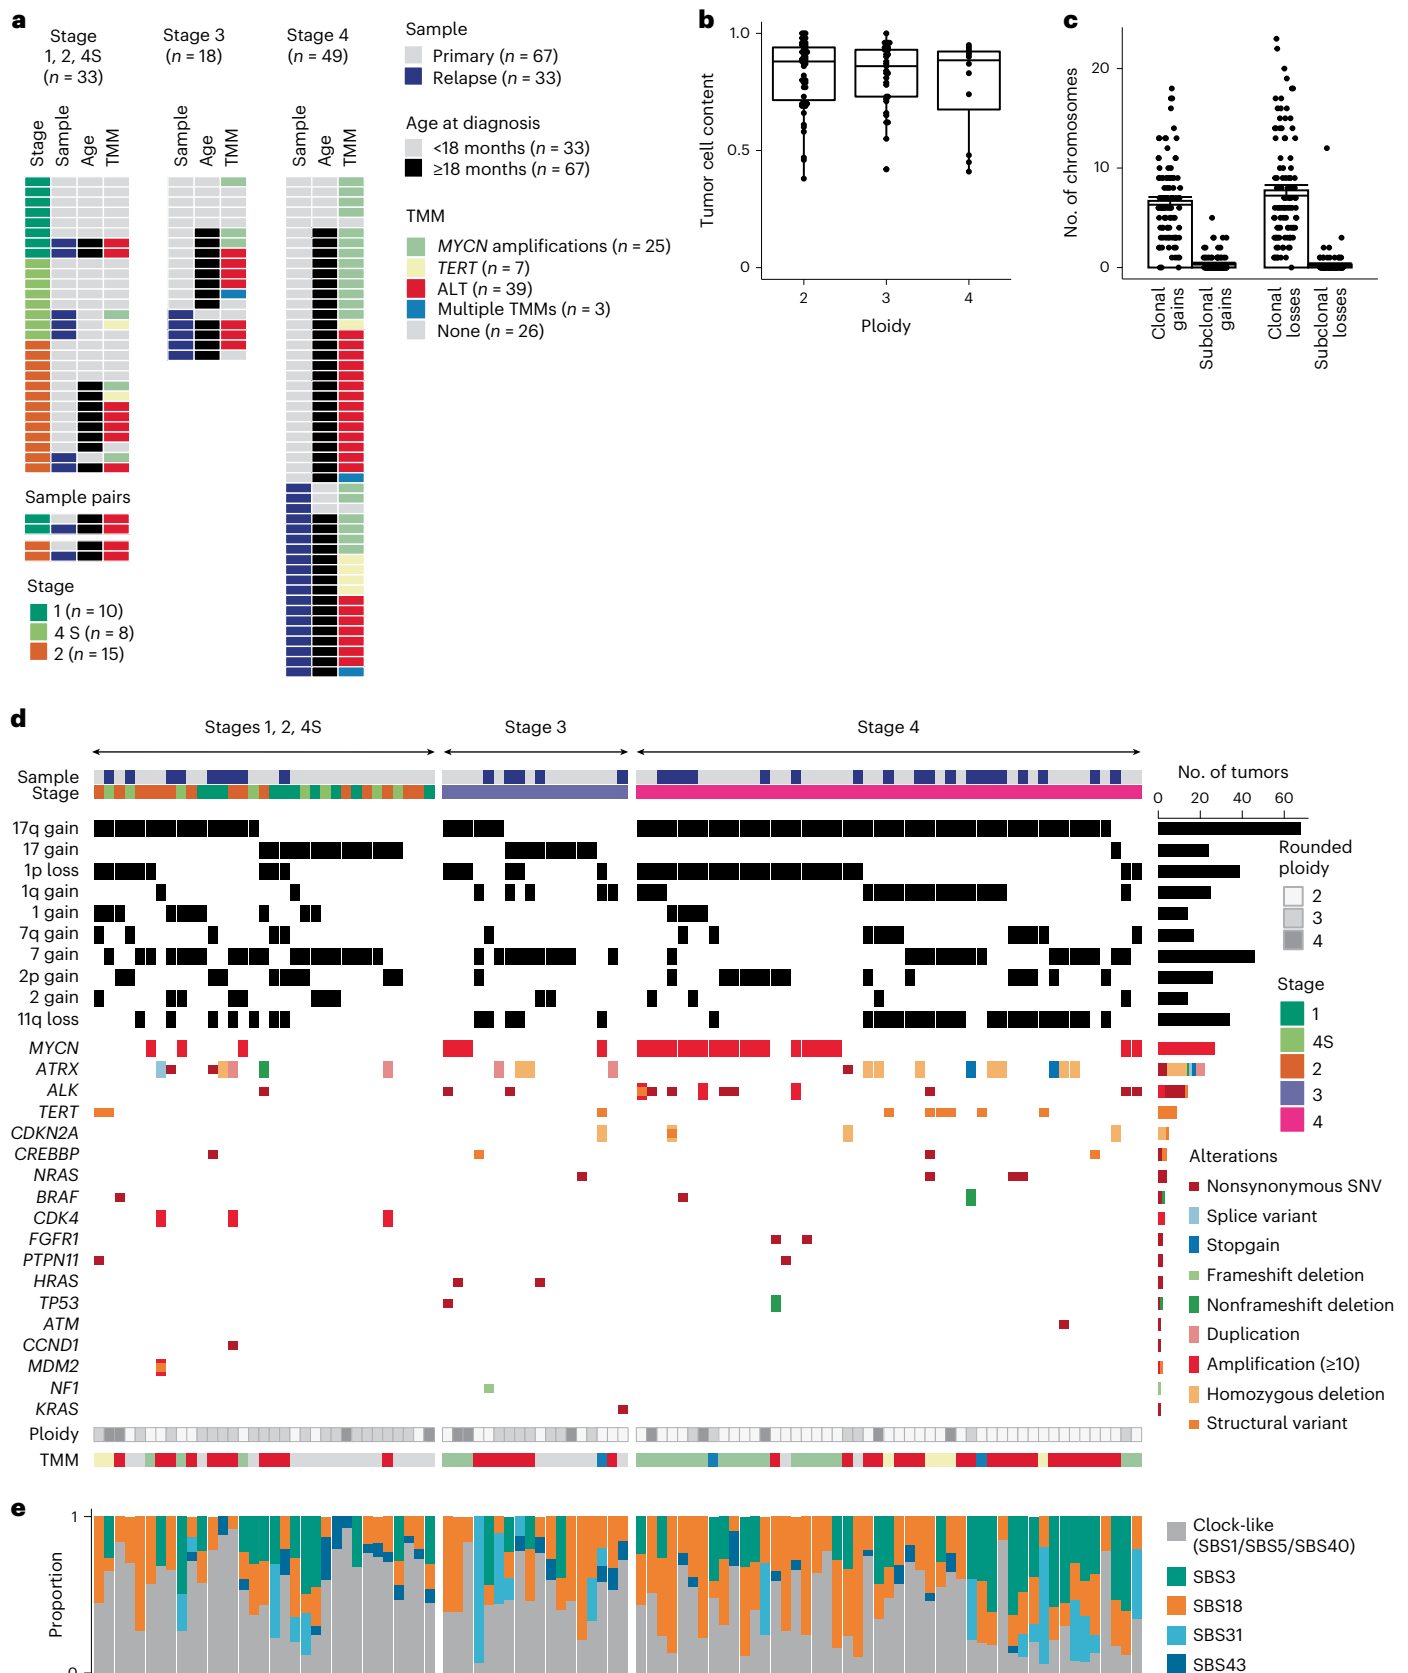 a
Stage
1, 2, 4S
(n = 33)
Stage 3
(n = 18)
Stage 4
(n = 49)
Stage
Sample
Age
TMM
Sample
Age
TMM
Sample
Age
TMM
Sample
Primary (n = 67)
Relapse (n = 33)
Age at diagnosis
<18 months (n = 33)
≥18 months (n = 67)
TMM
MYCN amplifications (n = 25)
TERT (n = 7)
ALT (n = 39)
Multiple TMMs (n = 3)
None (n = 26)
Sample pairs
Stage
1 (n = 10)
4 S (n = 8)
2 (n = 15)
b
Tumor cell content
1.0
0.5
0
2
3
4
Ploidy
c
No. of chromosomes
20
10
0
Clonal
gains
Subclonal
gains
Clonal
losses
Subclonal
losses
d
Stages 1, 2, 4S
Stage 3
Stage 4
Sample
Stage
17q gain
17 gain
1p loss
1q gain
1 gain
7q gain
7 gain
2p gain
2 gain
11q loss
MYCN
ATRX
ALK
TERT
CDKN2A
CREBBP
NRAS
BRAF
CDK4
FGFR1
PTPN11
HRAS
TP53
ATM
CCND1
MDM2
NF1
KRAS
Ploidy
TMM
No. of tumors
0 20 40 60
Rounded
ploidy
2
3
4
Stage
1
4S
2
3
4
Alterations
Nonsynonymous SNV
Splice variant
Stopgain
Frameshift deletion
Nonframeshift deletion
Duplication
Amplification (≥10)
Homozygous deletion
Structural variant
e
Proportion
1
0
Clock-like
(SBS1/SBS5/SBS40)
SBS3
SBS18
SBS31
SBS43